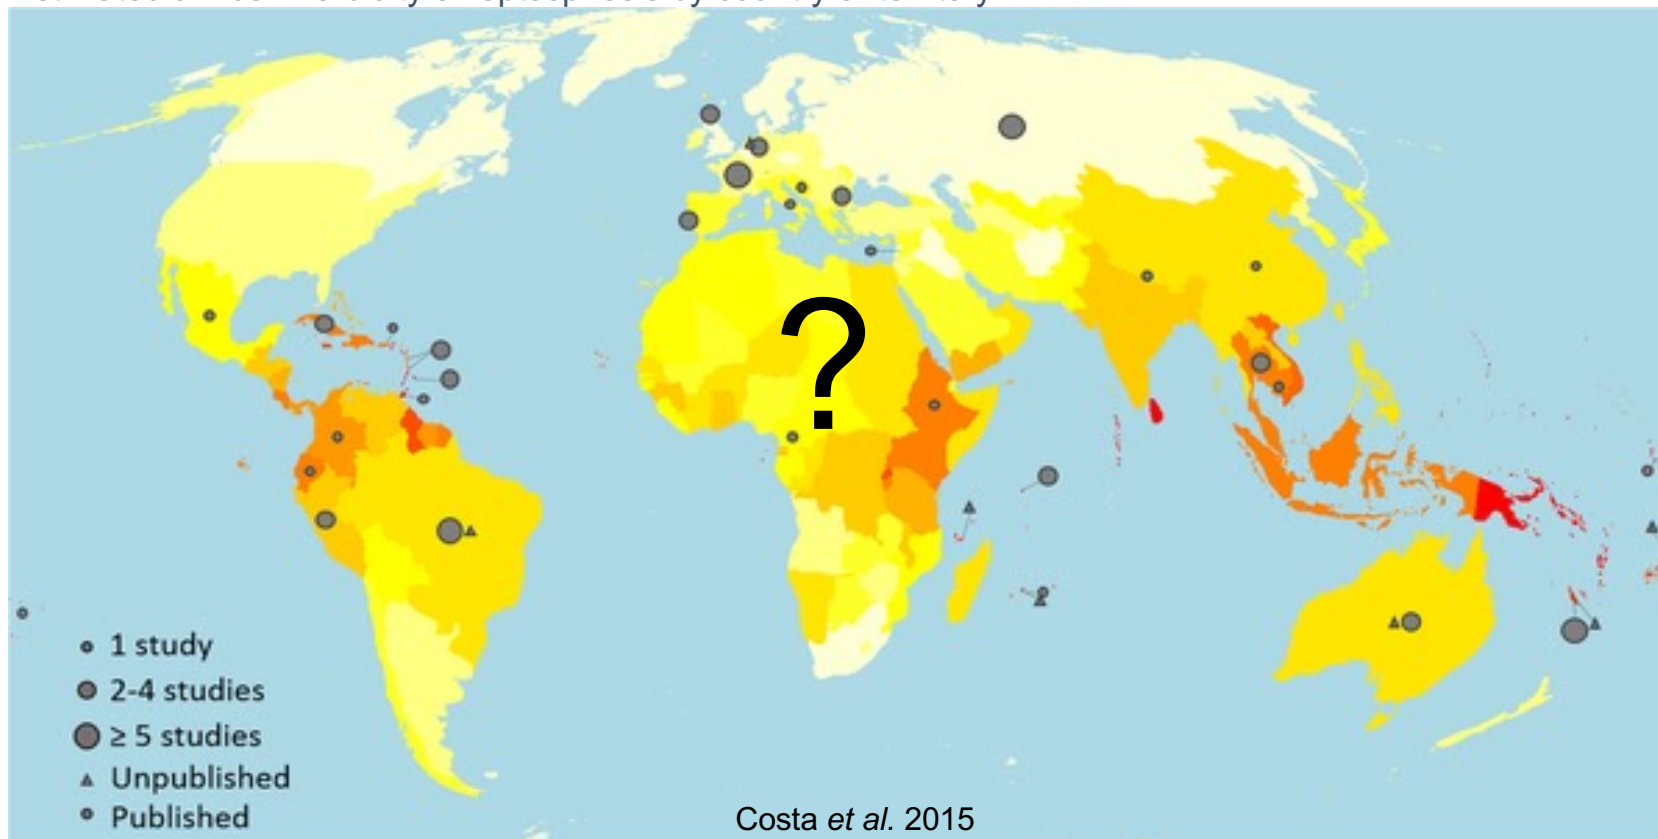 ?
1 study
2-4 studies
≥ 5 studies
Unpublished
Published
Costa et al. 2015